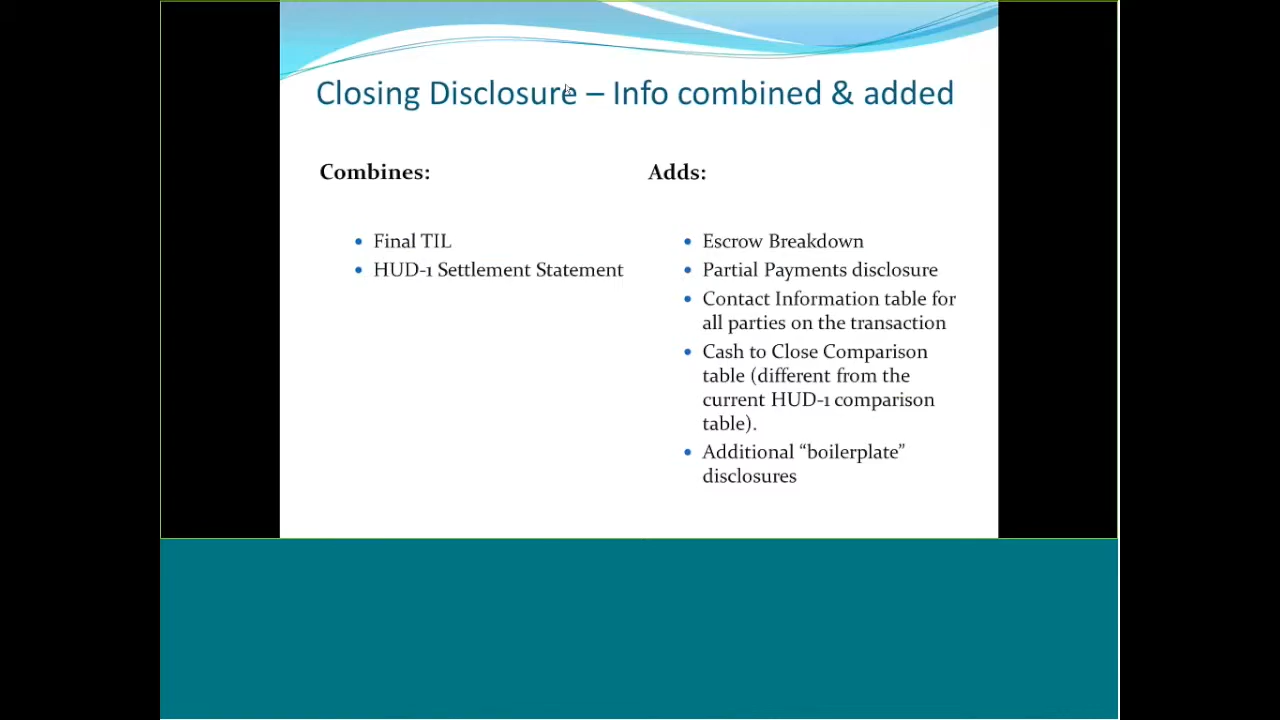 Closing Disclosure – Info combined & added
Combines:
• Final TIL
• HUD-1 Settlement Statement
Adds:
• Escrow Breakdown
• Partial Payments disclosure
• Contact Information table for
all parties on the transaction
• Cash to Close Comparison
table (different from the
current HUD-1 comparison
table).
• Additional “boilerplate”
disclosures